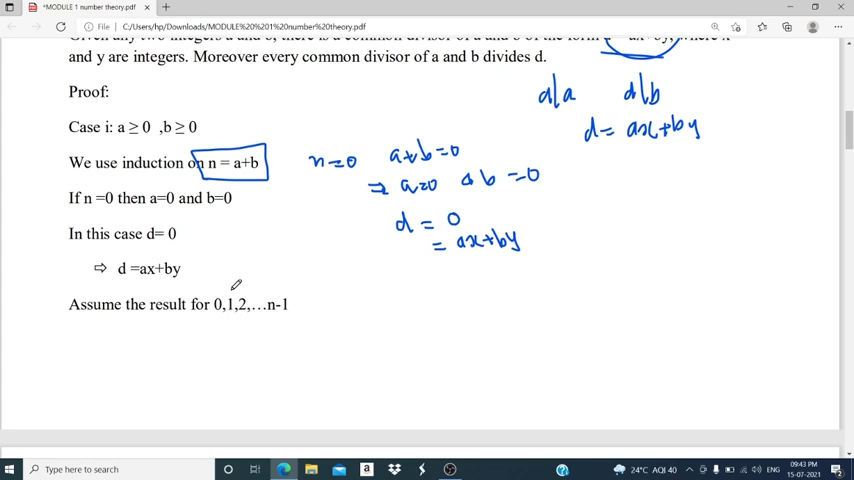 *MODULE 1 number theory.pdf
File | C:/Users/hp/Downloads/MODULE%20%201%20number%20theory.pdf
and y are integers. Moreover every common divisor of a and b divides d.
d|a d|b
Proof:
d = ax+by
Case i: a ≥ 0 ,b ≥ 0
We use induction on n = a+b
n=0 a+b=0
⇒ a=0 & b=0
If n =0 then a=0 and b=0
d = 0
In this case d= 0
= ax+by
⇨ d =ax+by
Assume the result for 0,1,2,…n-1
Type here to search
24°C AQI 40 ENG 09:43 PM
15-07-2021